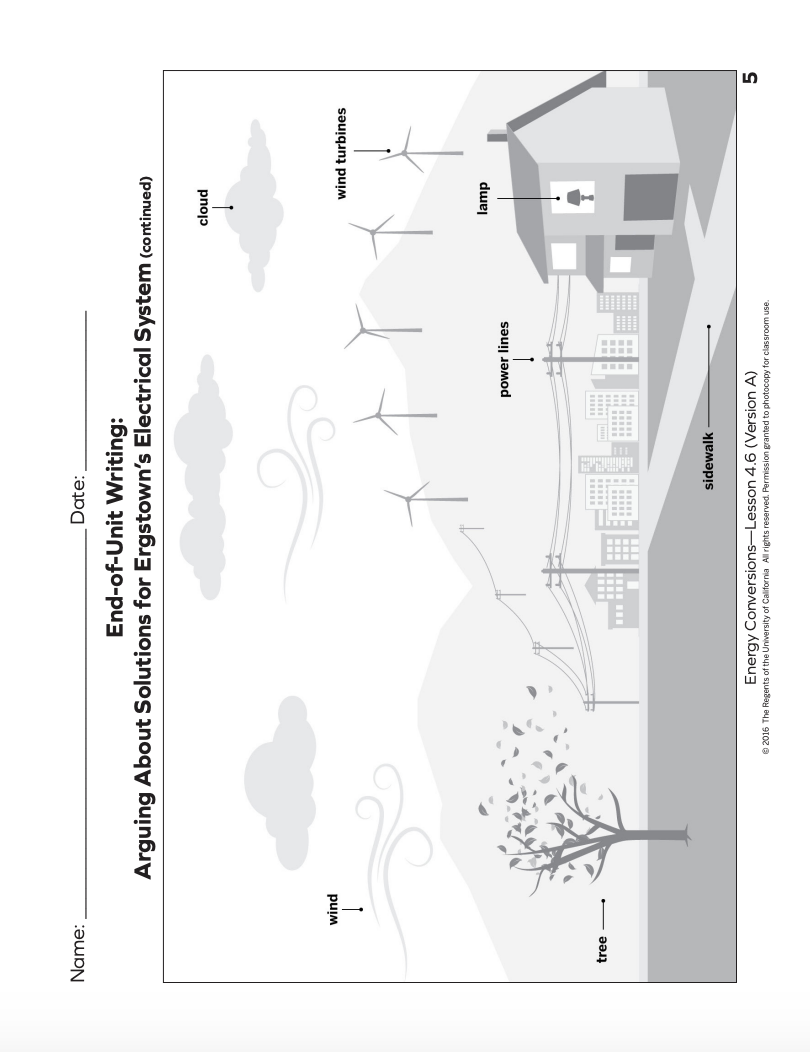 Name: ____________________ Date: ____________________
End-of-Unit Writing:
Arguing About Solutions for Ergstown’s Electrical System (continued)
cloud
wind turbines
wind
lamp
power lines
tree
sidewalk
Energy Conversions—Lesson 4.6 (Version A)
© 2016 The Regents of the University of California All rights reserved. Permission granted to photocopy for classroom use.
5